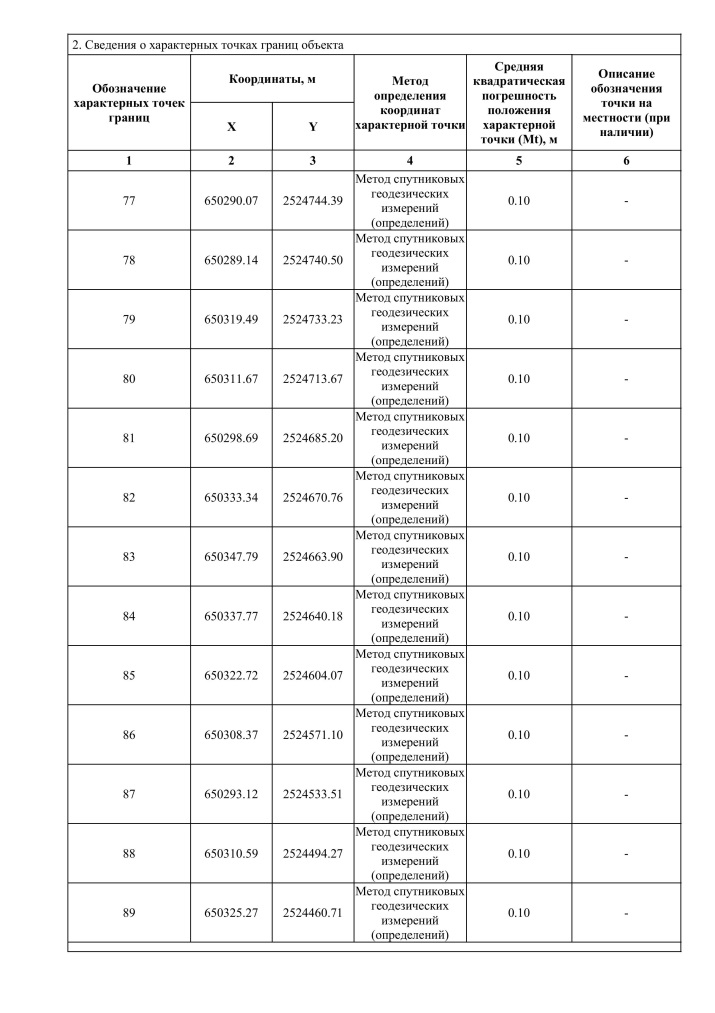 2. Сведения о характерных точках границ объекта
Обозначение
характерных точек
границ
Координаты, м
X
Y
Метод
определения
координат
характерной точки
Средняя
квадратическая
погрешность
положения
характерной
точки (Mt), м
Описание
обозначения
точки на
местности (при
наличии)
1 2 3 4 5 6
77 650290.07 2524744.39
Метод спутниковых
геодезических
измерений
(определений)
0.10 -
78 650289.14 2524740.50
Метод спутниковых
геодезических
измерений
(определений)
0.10 -
79 650319.49 2524733.23
Метод спутниковых
геодезических
измерений
(определений)
0.10 -
80 650311.67 2524713.67
Метод спутниковых
геодезических
измерений
(определений)
0.10 -
81 650298.69 2524685.20
Метод спутниковых
геодезических
измерений
(определений)
0.10 -
82 650333.34 2524670.76
Метод спутниковых
геодезических
измерений
(определений)
0.10 -
83 650347.79 2524663.90
Метод спутниковых
геодезических
измерений
(определений)
0.10 -
84 650337.77 2524640.18
Метод спутниковых
геодезических
измерений
(определений)
0.10 -
85 650322.72 2524604.07
Метод спутниковых
геодезических
измерений
(определений)
0.10 -
86 650308.37 2524571.10
Метод спутниковых
геодезических
измерений
(определений)
0.10 -
87 650293.12 2524533.51
Метод спутниковых
геодезических
измерений
(определений)
0.10 -
88 650310.59 2524494.27
Метод спутниковых
геодезических
измерений
(определений)
0.10 -
89 650325.27 2524460.71
Метод спутниковых
геодезических
измерений
(определений)
0.10 -